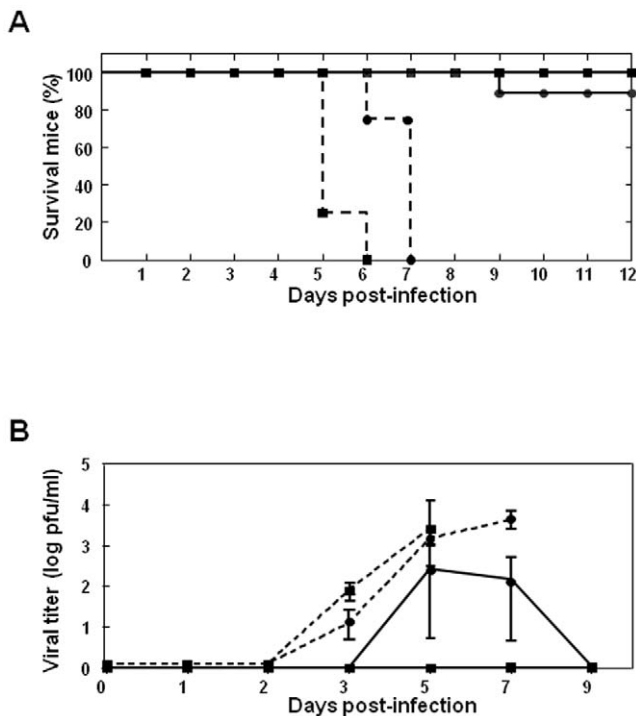 A
Survival mice (%)
100
80
60
40
20
0
1 2 3 4 5 6 7 8 9 10 11 12
Days post-infection
B
Viral titer (log pfu/ml)
5
4
3
2
1
0
0 1 2 3 5 7 9
Days post-infection